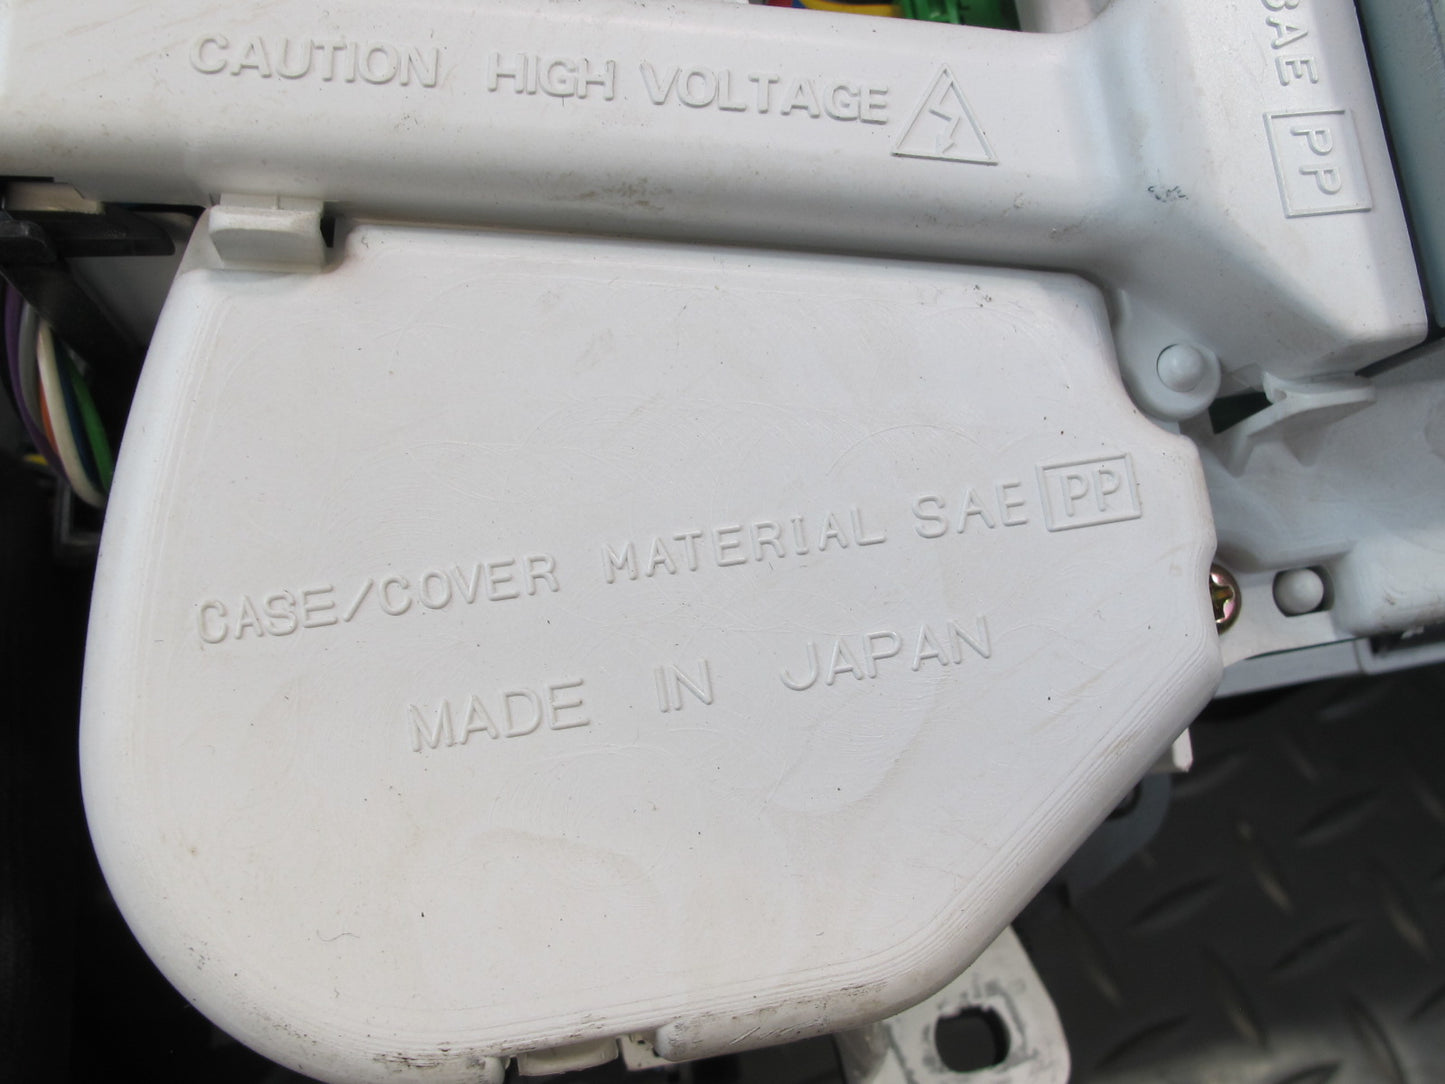 CAUTION HIGH VOLTAGE
SAE PP
CASE/COVER MATERIAL SAE PP
MADE IN JAPAN